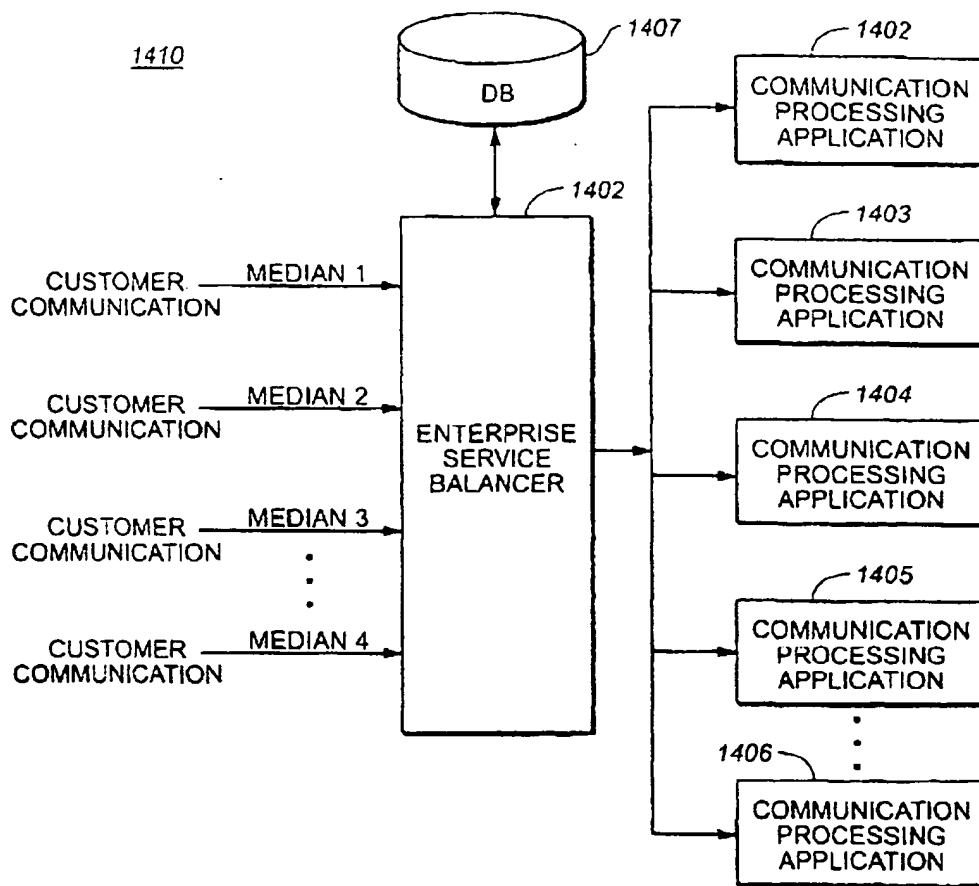 1410
1407
DB
1402
CUSTOMER
COMMUNICATION
MEDIAN 1
CUSTOMER
COMMUNICATION
MEDIAN 2
CUSTOMER
COMMUNICATION
MEDIAN 3
CUSTOMER
COMMUNICATION
MEDIAN 4
ENTERPRISE
SERVICE
BALANCER
1402
COMMUNICATION
PROCESSING
APPLICATION
1403
COMMUNICATION
PROCESSING
APPLICATION
1404
COMMUNICATION
PROCESSING
APPLICATION
1405
COMMUNICATION
PROCESSING
APPLICATION
1406
COMMUNICATION
PROCESSING
APPLICATION